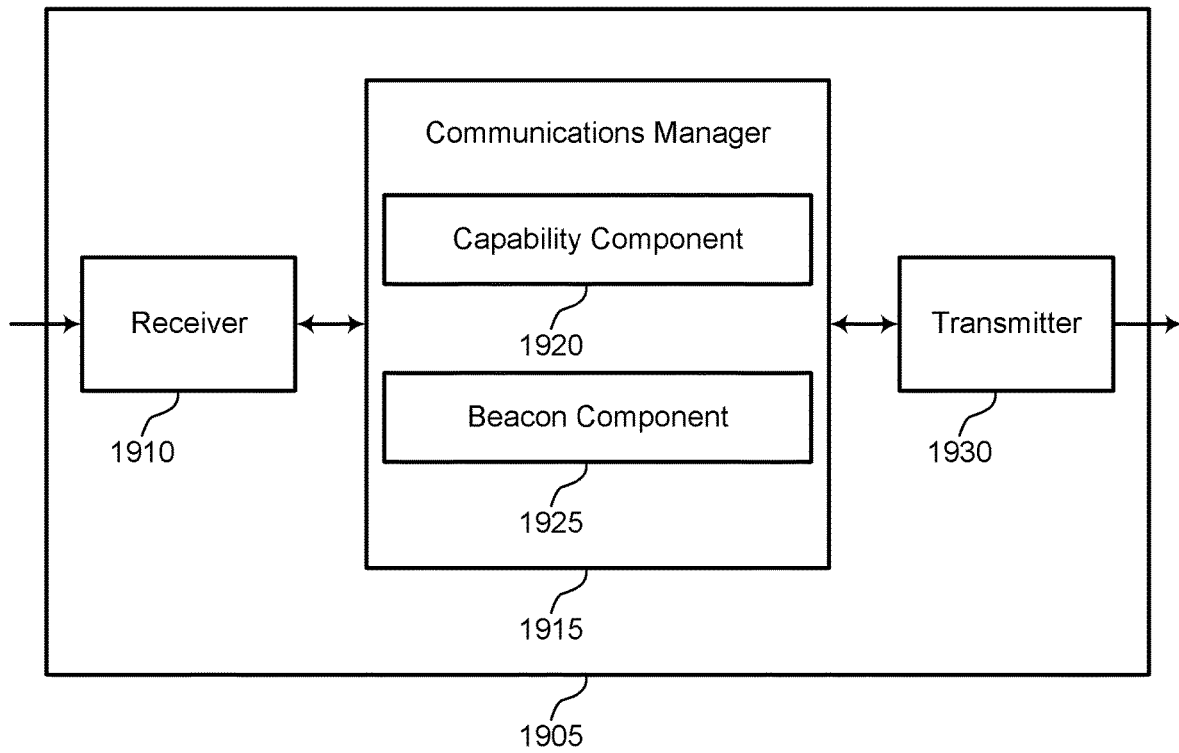 Communications Manager
Capability Component
1920
Receiver
1910
Transmitter
1930
Beacon Component
1925
1915
1905